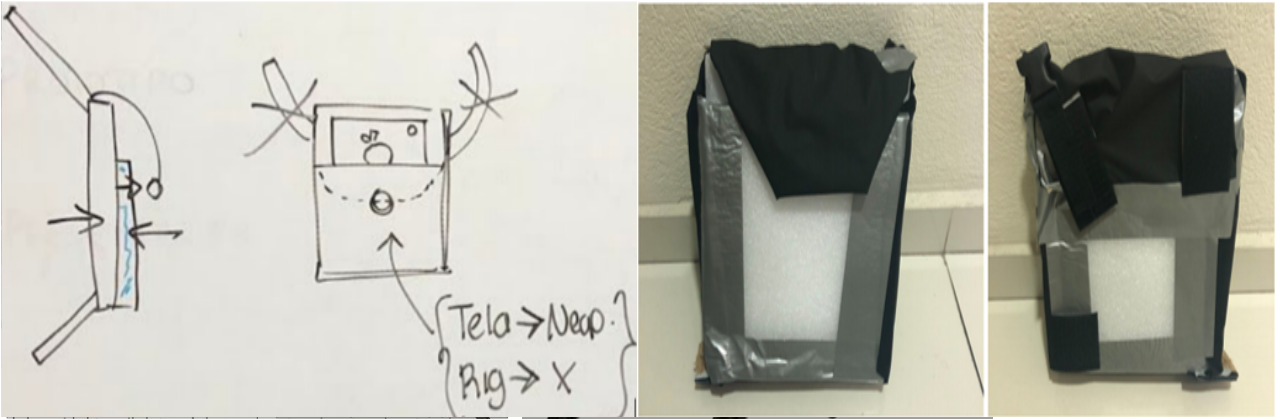 Tela → Neop.
Rig → X